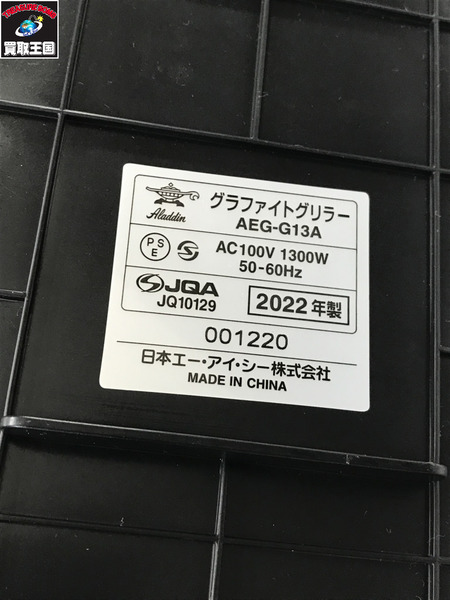 TREASURE KING
買取王国
Aladdin
グラファイトグリラー
AEG-G13A
PS
E
S
AC100V 1300W
50-60Hz
S JQA
JQ10129
2022年製
001220
日本エー・アイ・シー株式会社
MADE IN CHINA